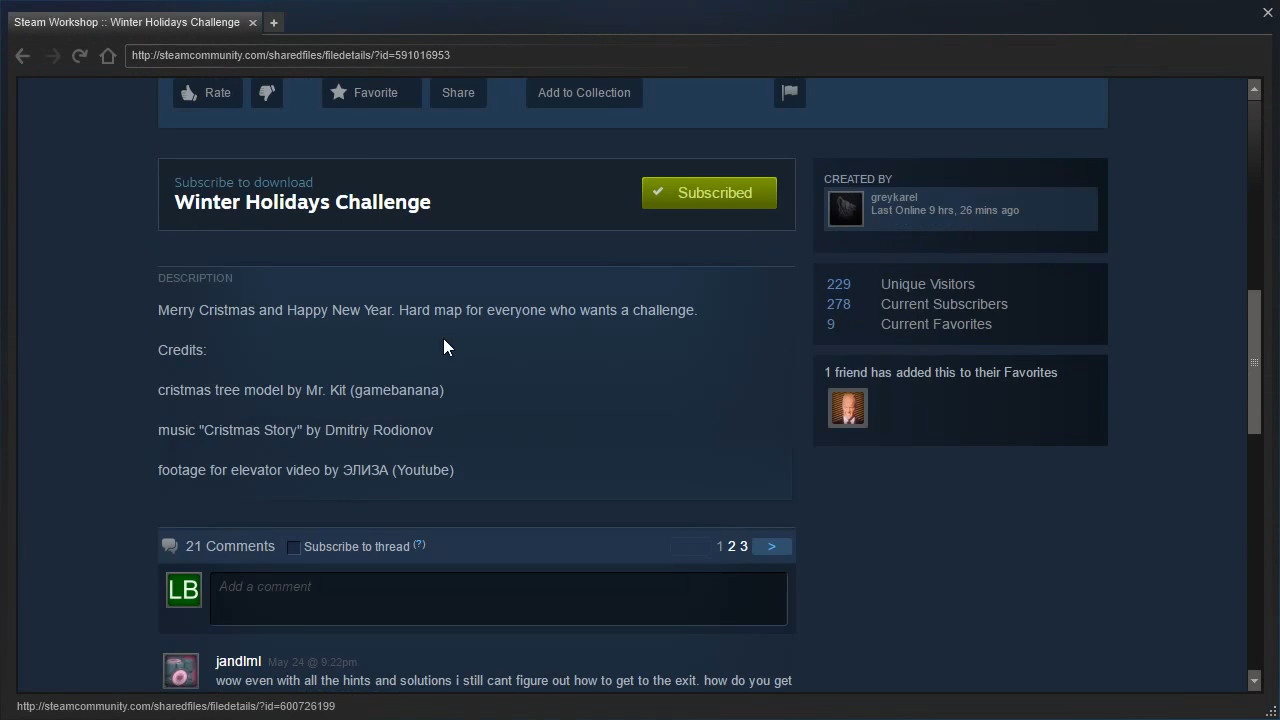 Steam Workshop :: Winter Holidays Challenge
http://steamcommunity.com/sharedfiles/filedetails/?id=591016953
Rate
Favorite
Share
Add to Collection
Subscribe to download
Winter Holidays Challenge
Subscribed
CREATED BY
greykarel
Last Online 9 hrs, 26 mins ago
229 Unique Visitors
278 Current Subscribers
9 Current Favorites
1 friend has added this to their Favorites
DESCRIPTION
Merry Cristmas and Happy New Year. Hard map for everyone who wants a challenge.
Credits:
cristmas tree model by Mr. Kit (gamebanana)
music "Cristmas Story" by Dmitriy Rodionov
footage for elevator video by ЭЛИЗА (Youtube)
21 Comments
Subscribe to thread (?)
1 2 3 >
LB
Add a comment
jandlml May 24 @ 9:22pm
wow even with all the hints and solutions i still cant figure out how to get to the exit. how do you get
http://steamcommunity.com/sharedfiles/filedetails/?id=600726199